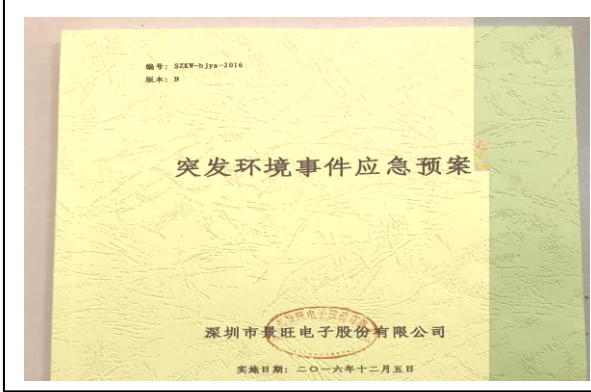 编号: SZKW-hjya-2016
版本: B
突发环境事件应急预案
深圳市景旺电子股份有限公司
实施日期: 二〇一六年十二月五日